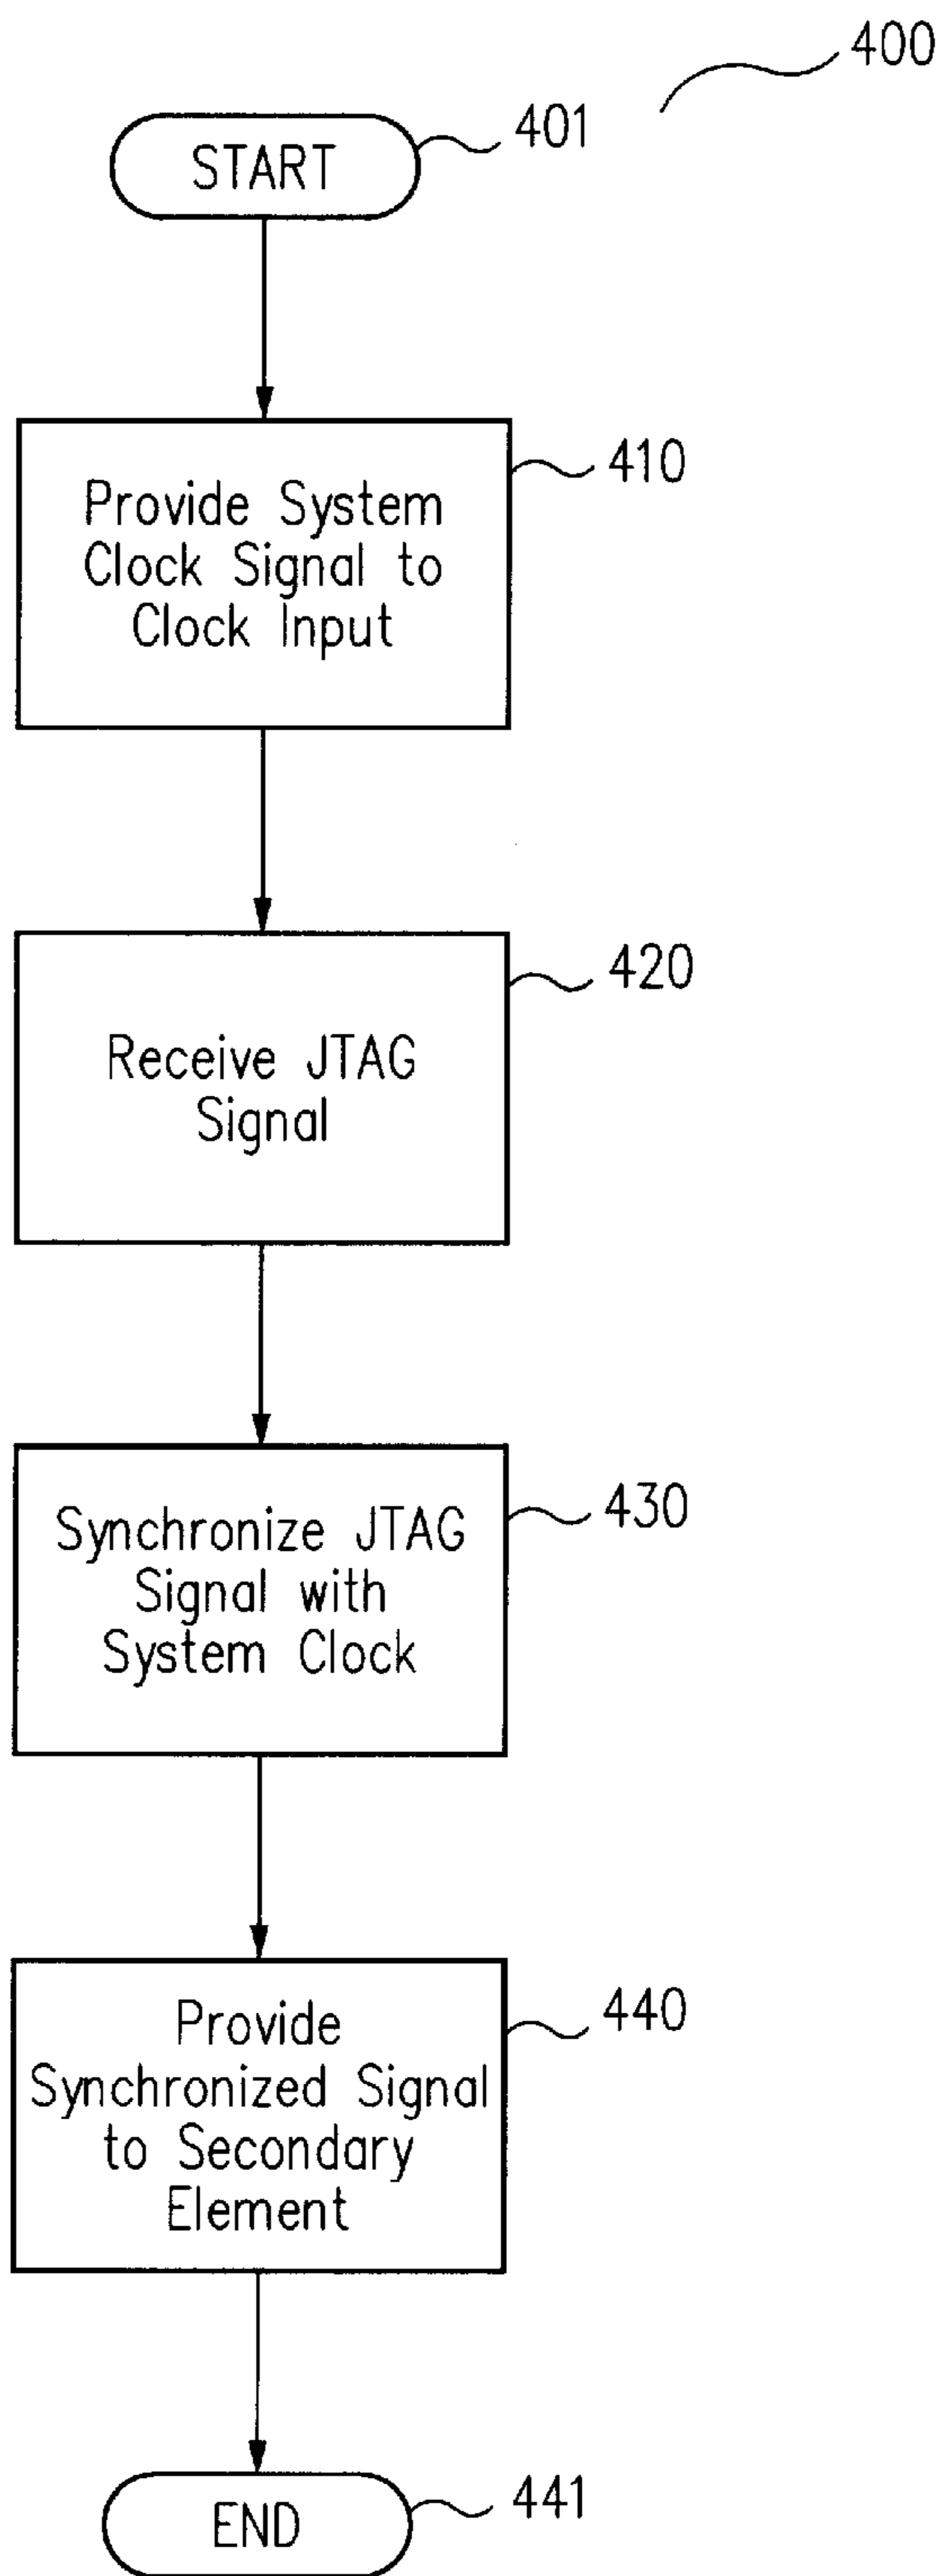 400
START
401
Provide System
Clock Signal to
Clock Input
410
Receive JTAG
Signal
420
Synchronize JTAG
Signal with
System Clock
430
Provide
Synchronized Signal
to Secondary
Element
440
END
441